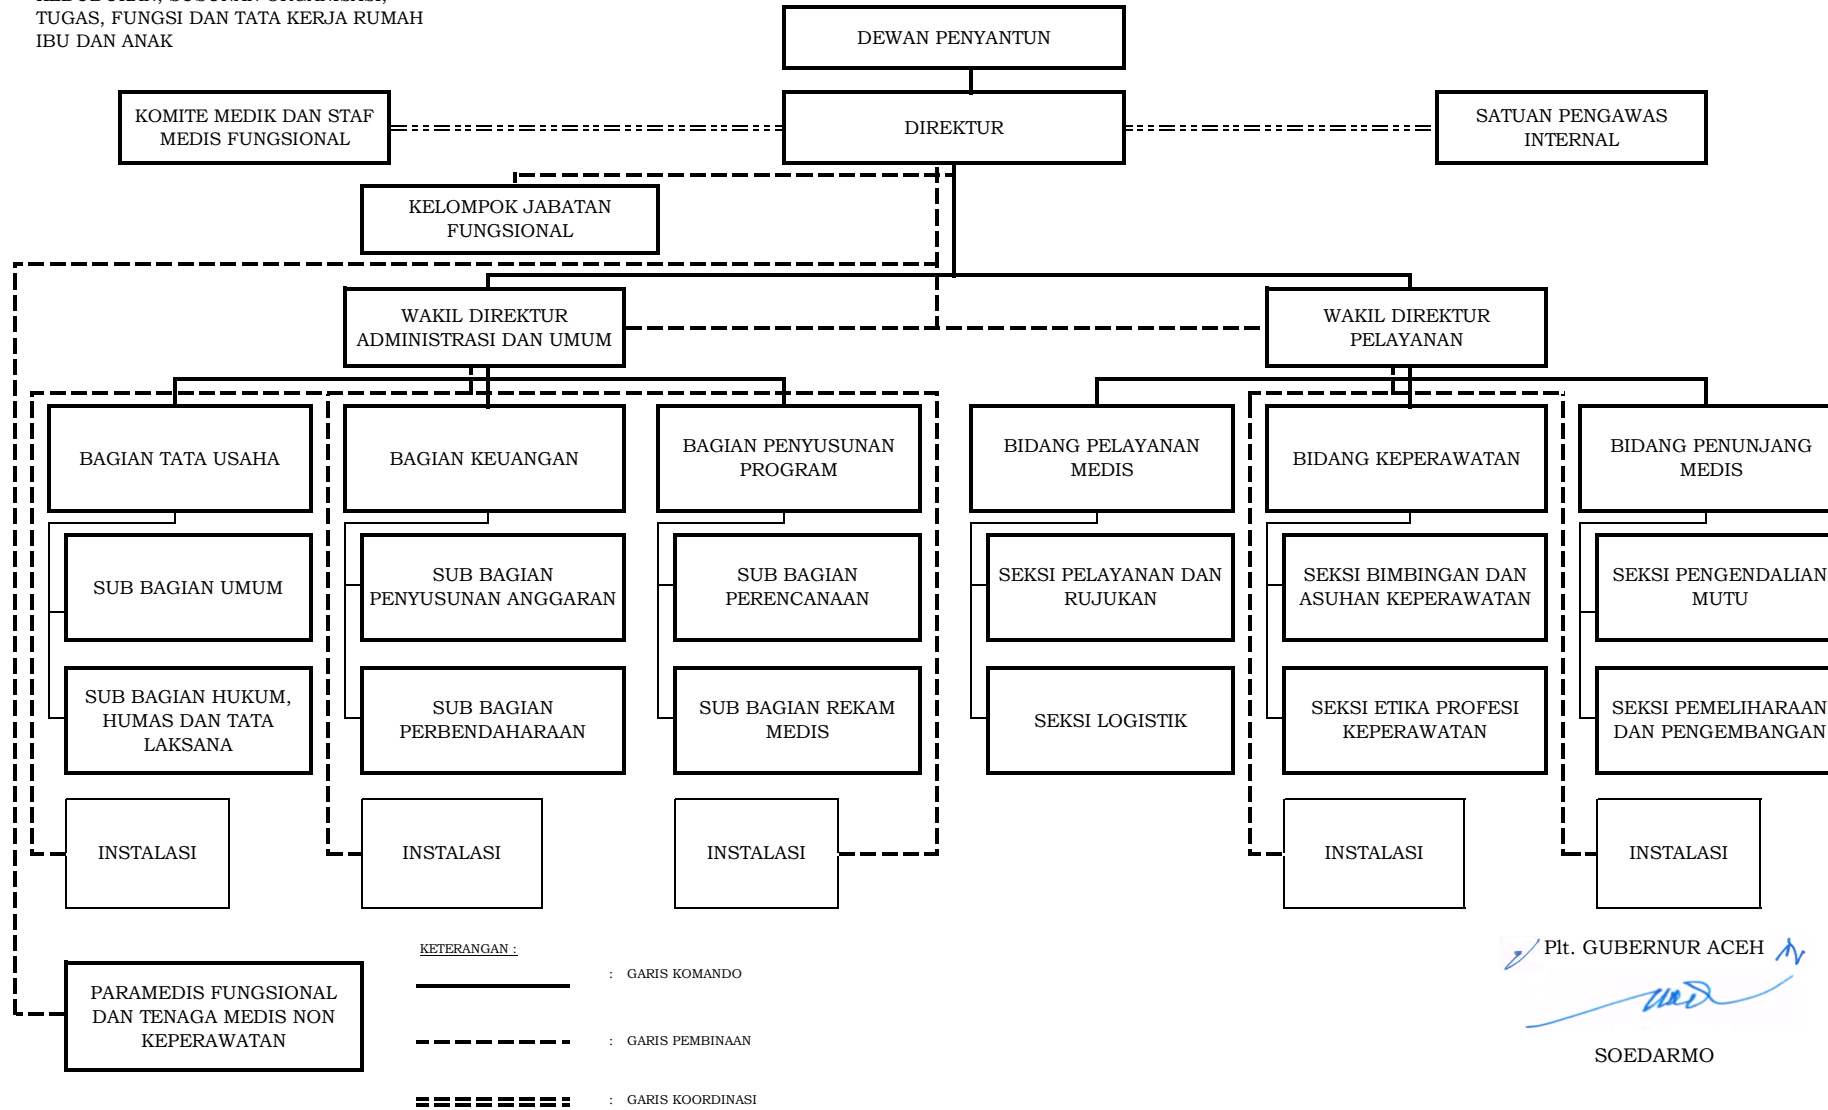 TUGAS, FUNGSI DAN TATA KERJA RUMAH
IBU DAN ANAK
DEWAN PENYANTUN
KOMITE MEDIK DAN STAF
MEDIS FUNGSIONAL
DIREKTUR
SATUAN PENGAWAS
INTERNAL
KELOMPOK JABATAN
FUNGSIONAL
WAKIL DIREKTUR
ADMINISTRASI DAN UMUM
WAKIL DIREKTUR
PELAYANAN
BAGIAN TATA USAHA
BAGIAN KEUANGAN
BAGIAN PENYUSUNAN
PROGRAM
BIDANG PELAYANAN
MEDIS
BIDANG KEPERAWATAN
BIDANG PENUNJANG
MEDIS
SUB BAGIAN UMUM
SUB BAGIAN
PENYUSUNAN ANGGARAN
SUB BAGIAN
PERENCANAAN
SEKSI PELAYANAN DAN
RUJUKAN
SEKSI BIMBINGAN DAN
ASUHAN KEPERAWATAN
SEKSI PENGENDALIAN
MUTU
SUB BAGIAN HUKUM,
HUMAS DAN TATA
LAKSANA
SUB BAGIAN
PERBENDAHARAAN
SUB BAGIAN REKAM
MEDIS
SEKSI LOGISTIK
SEKSI ETIKA PROFESI
KEPERAWATAN
SEKSI PEMELIHARAAN
DAN PENGEMBANGAN
INSTALASI
INSTALASI
INSTALASI
INSTALASI
INSTALASI
PARAMEDIS FUNGSIONAL
DAN TENAGA MEDIS NON
KEPERAWATAN
KETERANGAN :
: GARIS KOMANDO
: GARIS PEMBINAAN
: GARIS KOORDINASI
Plt. GUBERNUR ACEH
SOEDARMO